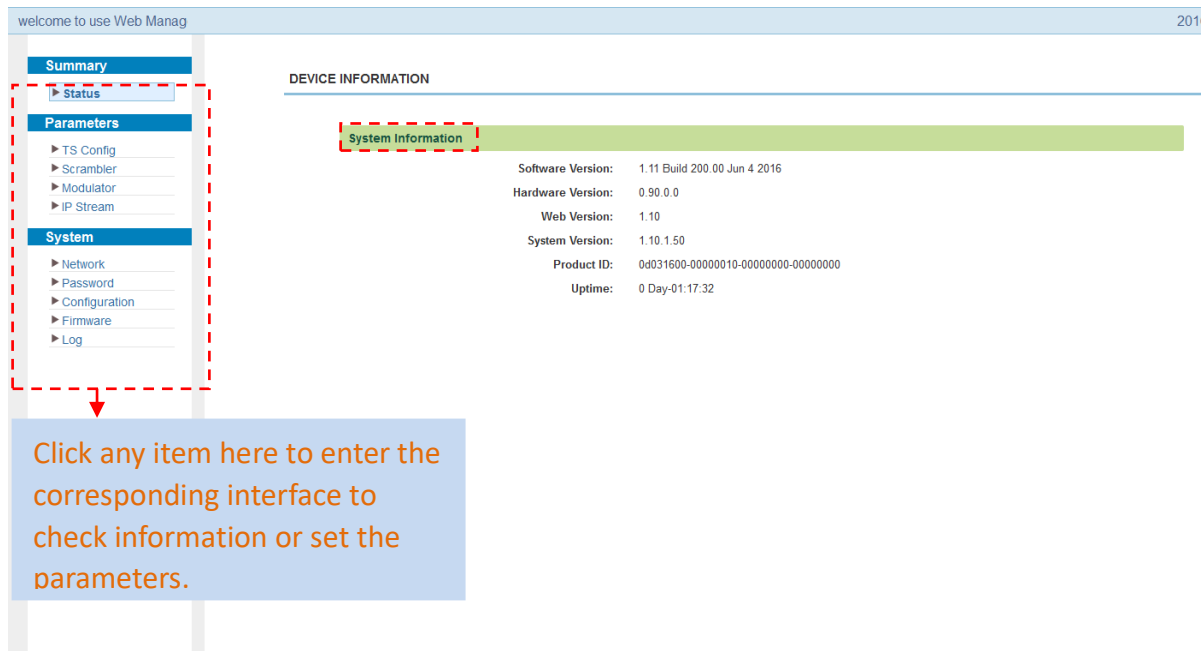 welcome to use Web Manag
201
Summary
Status
Parameters
TS Config
Scrambler
Modulator
IP Stream
System
Network
Password
Configuration
Firmware
Log
DEVICE INFORMATION
System Information
Software Version: 1.11 Build 200.00 Jun 4 2016
Hardware Version: 0.90.0.0
Web Version: 1.10
System Version: 1.10.1.50
Product ID: 0d031600-00000010-00000000-00000000
Uptime: 0 Day-01:17:32
Click any item here to enter the
corresponding interface to
check information or set the
parameters.